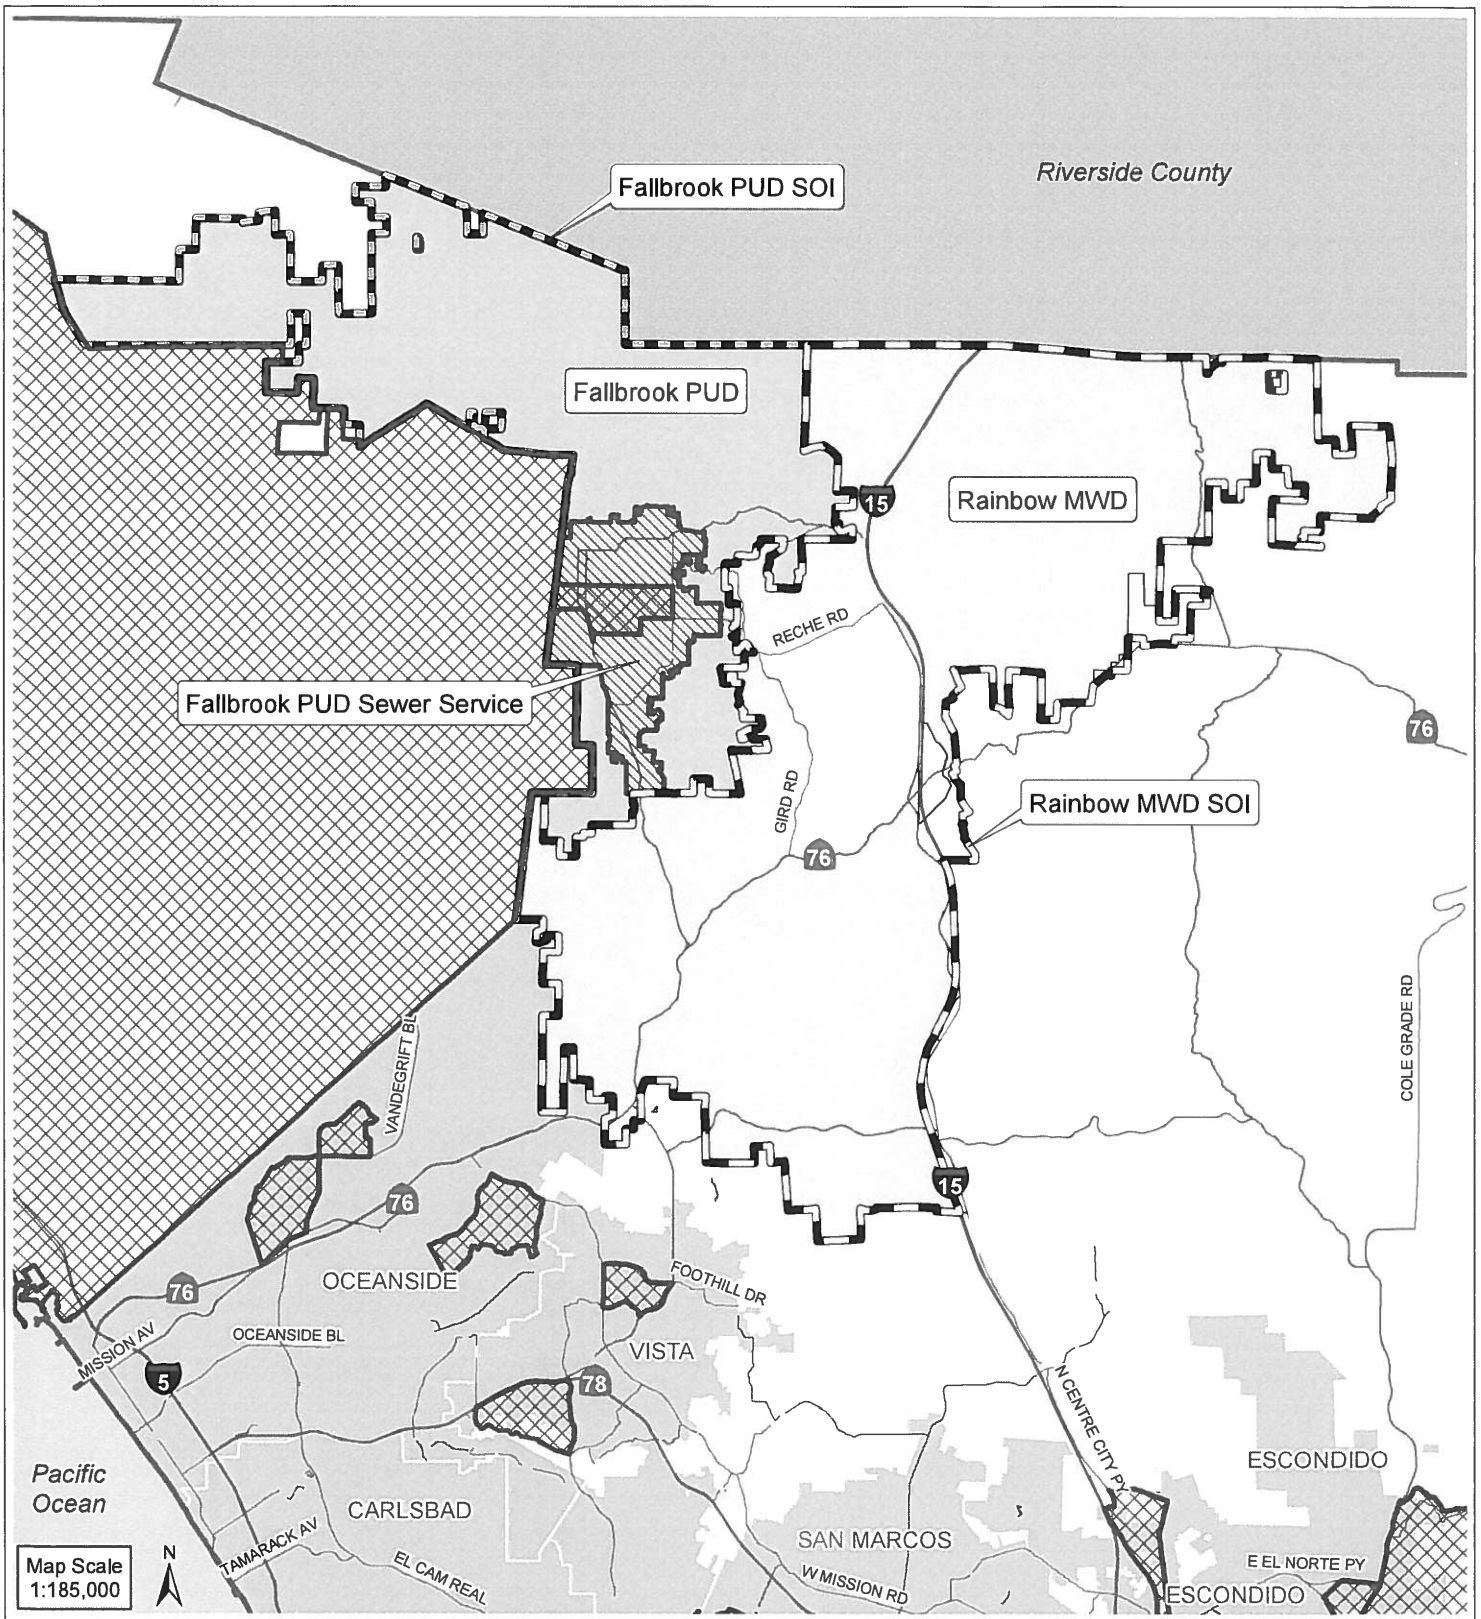 Riverside County
Fallbrook PUD SOI
Fallbrook PUD
15
Rainbow MWD
RECHE RD
Fallbrook PUD Sewer Service
76
GIRD RD
Rainbow MWD SOI
76
COLE GRADE RD
VANDEGRIFT BL
15
76
76
OCEANSIDE
FOOTHILL DR
MISSION AV
OCEANSIDE BL
VISTA
5
78
N CENTRE CITY PY
ESCONDIDO
Pacific
Ocean
CARLSBAD
SAN MARCOS
TAMARACK AV
EL CAM REAL
W MISSION RD
E EL NORTE PY
ESCONDIDO
Map Scale
1:185,000
N